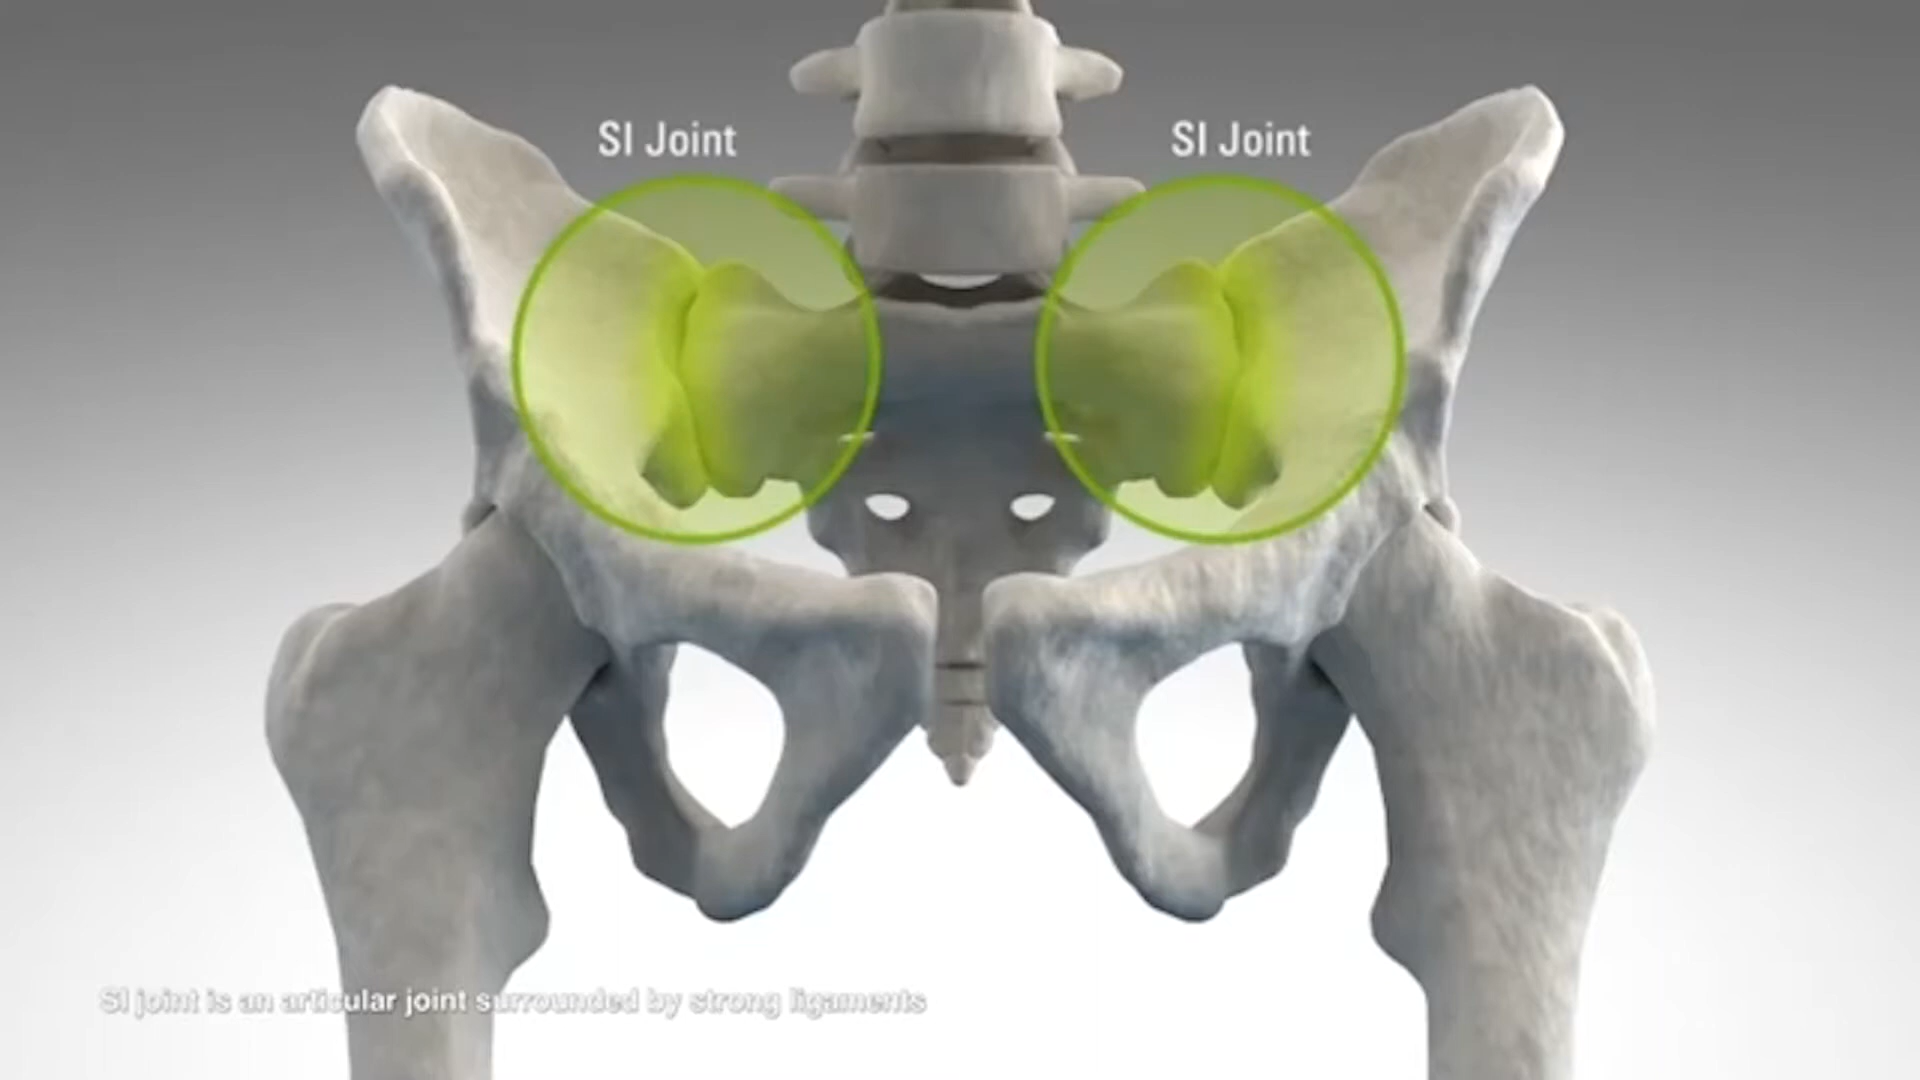 SI Joint
SI Joint
SI joint is an articular joint surrounded by strong ligaments